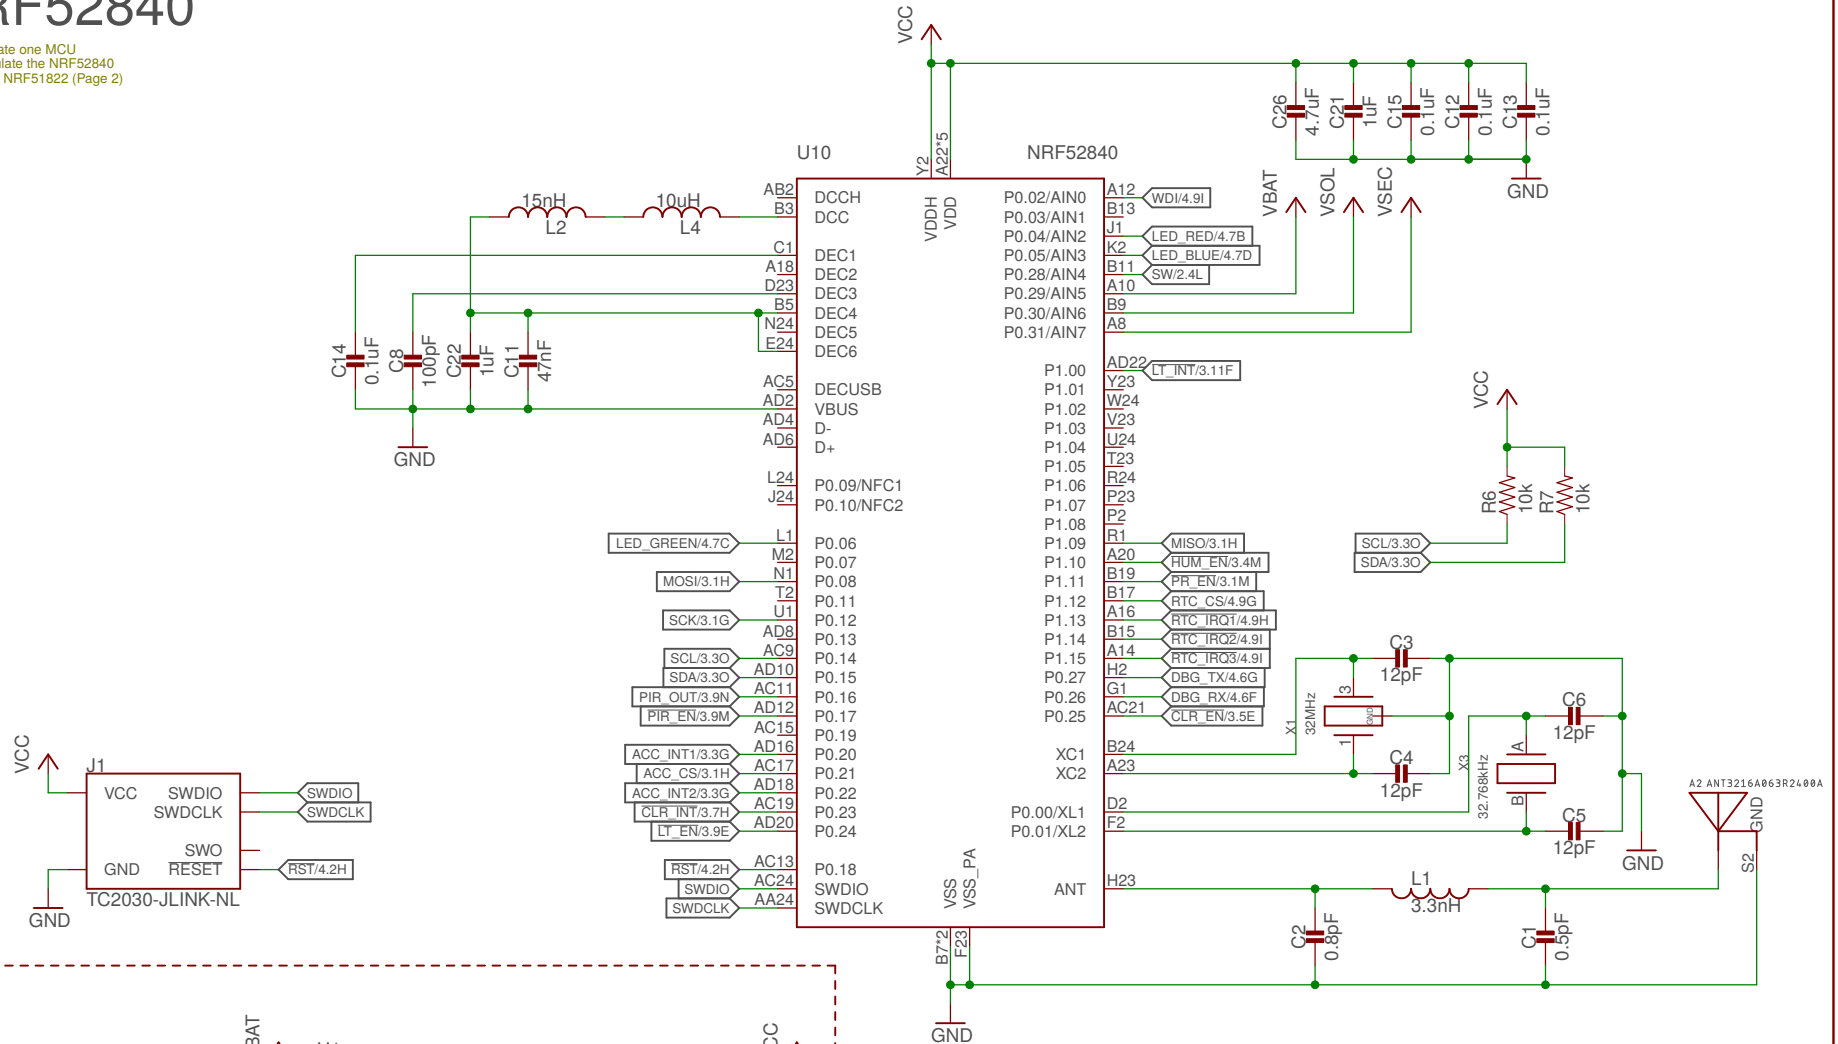 RF52840
ate one MCU
late the NRF52840
NRF51822 (Page 2)
VCC
Y2
A22*5
U10
NRF52840
VDDH
VDD
C26
4.7uF
C21
1uF
C15
0.1uF
C12
0.1uF
C13
0.1uF
GND
VBAT
VSOL
VSEC
15nH
L2
10uH
L4
AB2 DCCH
B3 DCC
C1 DEC1
A18 DEC2
D23 DEC3
B5 DEC4
N24 DEC5
E24 DEC6
C14
0.1uF
C8
100pF
C22
1uF
C11
47nF
GND
AC5 DECUSB
AD2 VBUS
AD4 D-
AD6 D+
L24 P0.09/NFC1
J24 P0.10/NFC2
LED_GREEN/4.7C L1 P0.06
M2 P0.07
MOSI/3.1H N1 P0.08
T2 P0.11
SCK/3.1G U1 P0.12
AD8 P0.13
SCL/3.3O AC9 P0.14
SDA/3.3O AD10 P0.15
PIR_OUT/3.9N AC11 P0.16
PIR_EN/3.9M AD12 P0.17
AC15 P0.19
ACC_INT1/3.3G AD16 P0.20
ACC_CS/3.1H AC17 P0.21
ACC_INT2/3.3G AD18 P0.22
CLR_INT/3.7H AC19 P0.23
LT_EN/3.9E AD20 P0.24
RST/4.2H AC13 P0.18
SWDIO AC24 SWDIO
SWDCLK AA24 SWDCLK
P0.02/AIN0 A12 WDI/4.9I
P0.03/AIN1 B13
P0.04/AIN2 J1 LED_RED/4.7B
P0.05/AIN3 K2 LED_BLUE/4.7D
P0.28/AIN4 B11 SW/2.4L
P0.29/AIN5 A10
P0.30/AIN6 B9
P0.31/AIN7 A8
P1.00 AD22 LT_INT/3.11F
P1.01 Y23
P1.02 W24
P1.03 V23
P1.04 U24
P1.05 T23
P1.06 R24
P1.07 P23
P1.08 P2
P1.09 R1 MISO/3.1H
P1.10 A20 HUM_EN/3.4M
P1.11 B19 PR_EN/3.1M
P1.12 B17 RTC_CS/4.9G
P1.13 A16 RTC_IRQ1/4.9H
P1.14 B15 RTC_IRQ2/4.9I
P1.15 A14 RTC_IRQ3/4.9I
P0.27 H2 DBG_TX/4.6G
P0.26 G1 DBG_RX/4.6F
P0.25 AC21 CLR_EN/3.5E
XC1 B24
XC2 A23
P0.00/XL1 D2
P0.01/XL2 F2
ANT H23
VSS
VSS_PA
B7*2
F23
GND
VCC
R6
10k
R7
10k
SCL/3.3O
SDA/3.3O
C3
12pF
X1
32MHz
3
GND
1
C4
12pF
C6
12pF
X3
32.768kHz
A
B
C5
12pF
GND
A2 ANT3216A063R2400A
GND
S2
L1
3.3nH
C2
0.8pF
C1
0.5pF
VCC
J1
VCC SWDIO SWDIO
SWDCLK SWDCLK
SWO
GND RESET RST/4.2H
TC2030-JLINK-NL
GND
BAT
CC